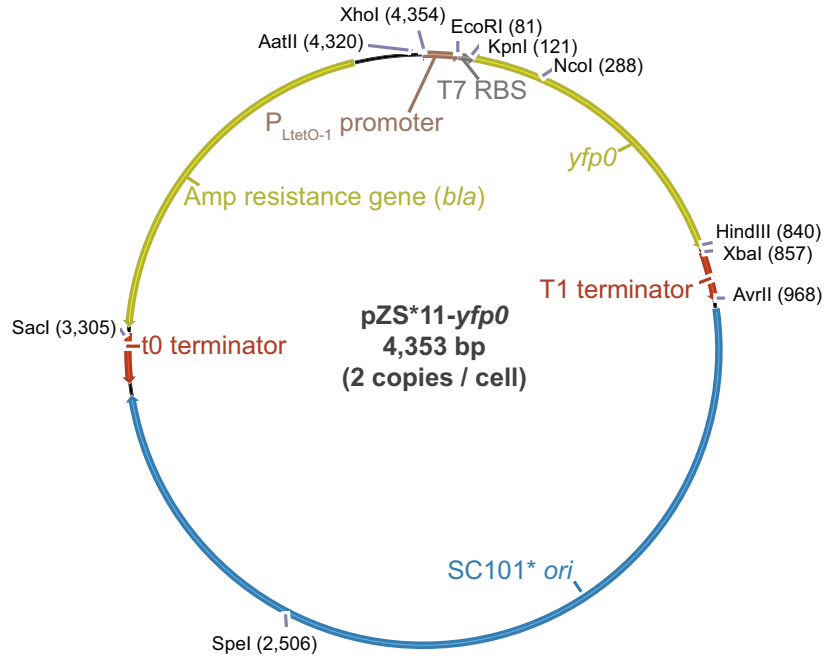 XhoI (4,354)
EcoRI (81)
AatII (4,320)
KpnI (121)
NcoI (288)
T7 RBS
PLtetO-1 promoter
yfp0
Amp resistance gene (bla)
HindIII (840)
XbaI (857)
T1 terminator
AvrII (968)
SacI (3,305)
t0 terminator
pZS*11-yfp0
4,353 bp
(2 copies / cell)
SC101* ori
SpeI (2,506)